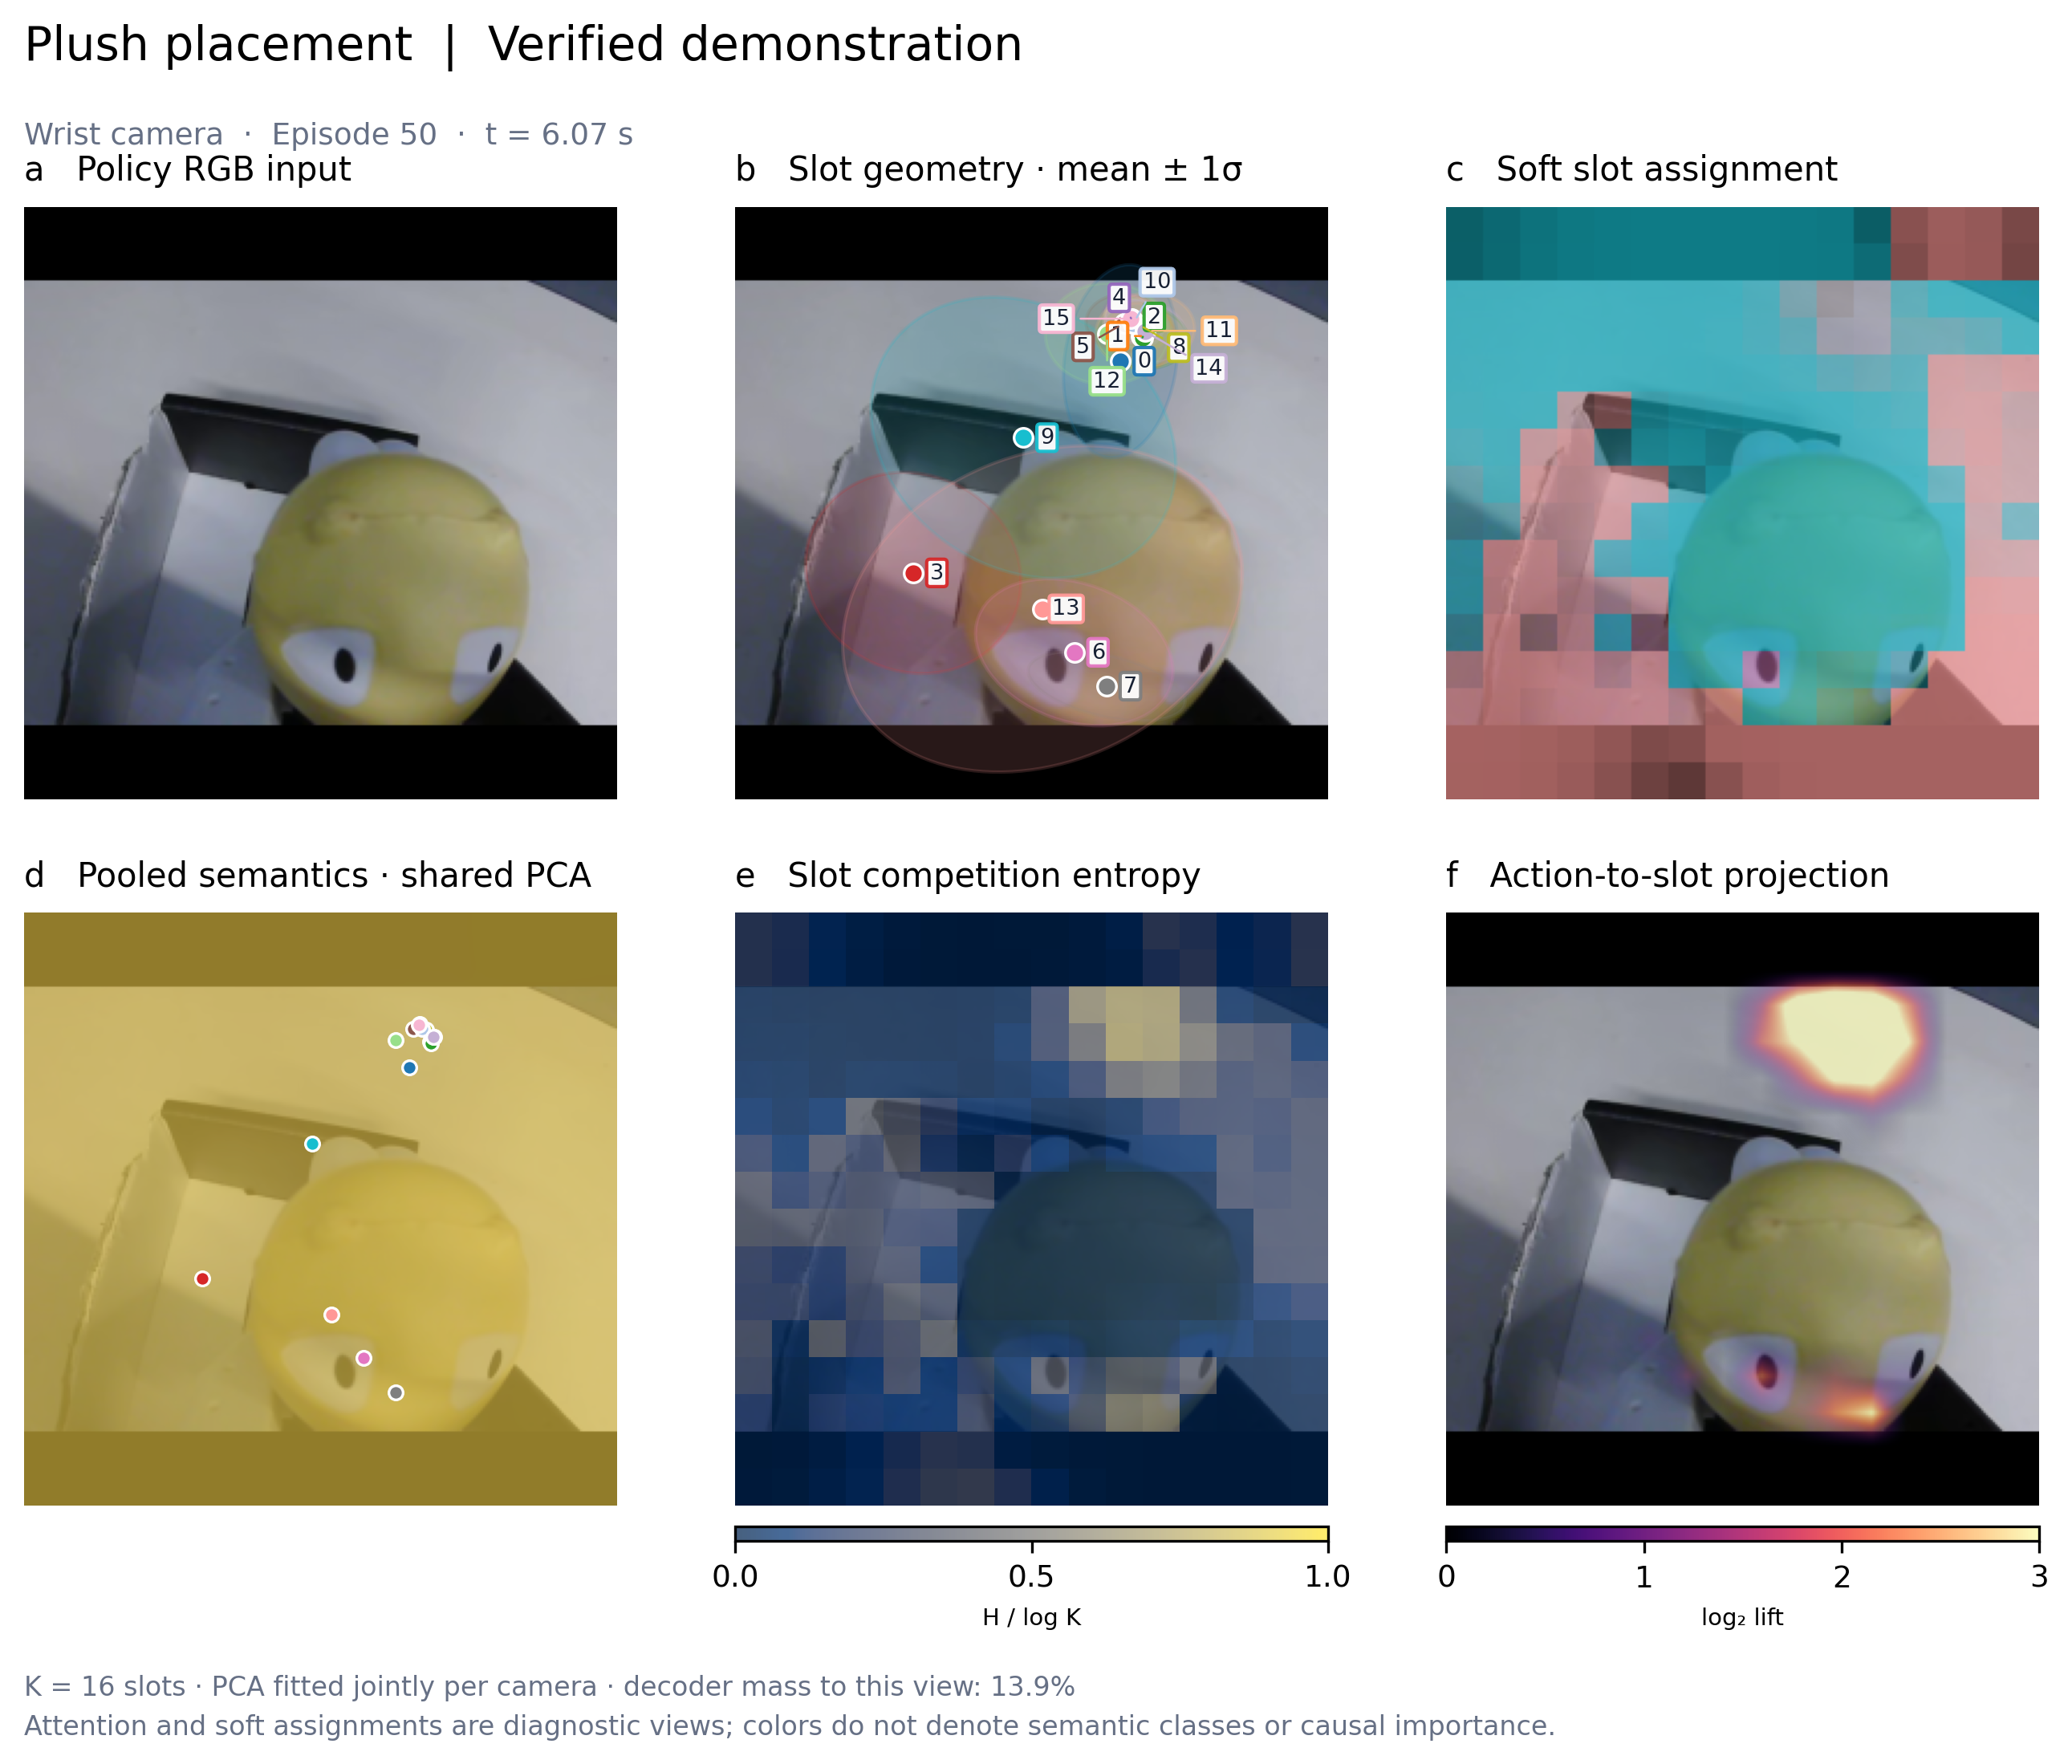 Plush placement | Verified demonstration
Wrist camera · Episode 50 · t = 6.07 s
a Policy RGB input
b Slot geometry · mean ± 1σ
c Soft slot assignment
10
4
15
2
11
1
5
8
0
14
12
9
3
13
6
7
d Pooled semantics · shared PCA
e Slot competition entropy
f Action-to-slot projection
0.0 0.5 1.0
H / log K
0 1 2 3
log₂ lift
K = 16 slots · PCA fitted jointly per camera · decoder mass to this view: 13.9%
Attention and soft assignments are diagnostic views; colors do not denote semantic classes or causal importance.